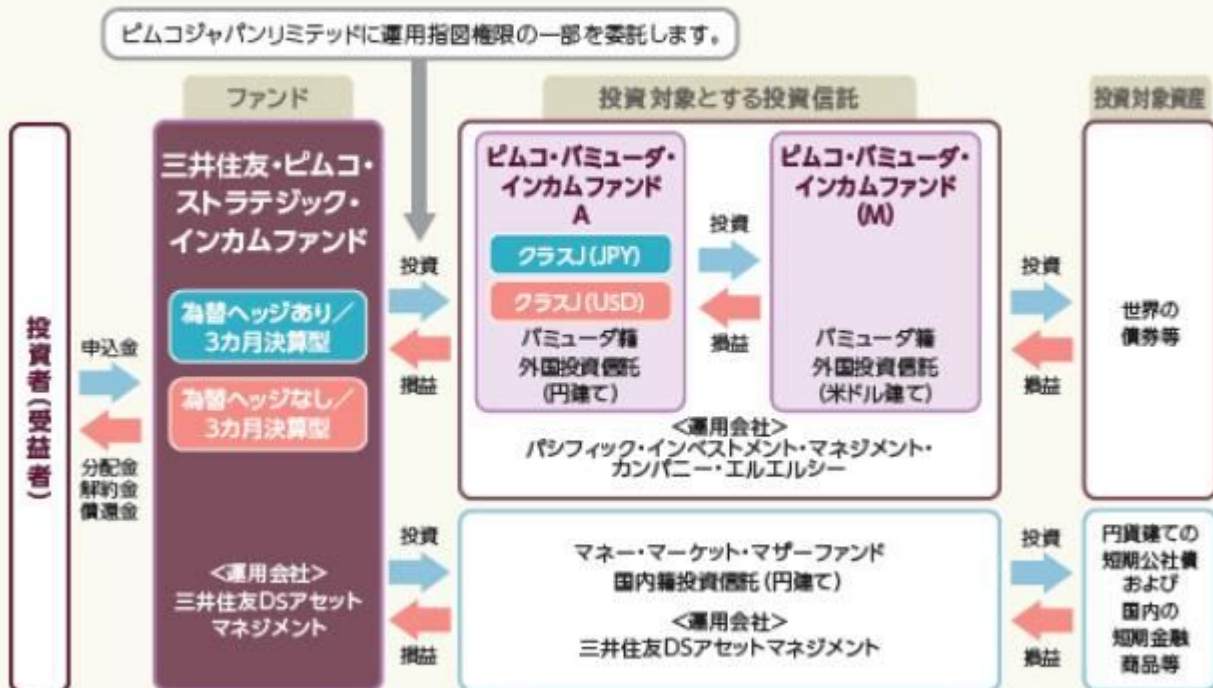 ピムコジャパンリミテッドに運用指図権限の一部を委託します。
ファンド
投資対象とする投資信託
投資対象資産
投資者(受益者)
申込金
分配金
解約金
償還金
三井住友・ピムコ・
ストラテジック・
インカムファンド
為替ヘッジあり/
3カ月決算型
為替ヘッジなし/
3カ月決算型
<運用会社>
三井住友DSアセット
マネジメント
投資
損益
ピムコ・バミューダ・
インカムファンド
A
クラスJ(JPY)
クラスJ(USD)
バミューダ籍
外国投資信託
(円建て)
投資
損益
ピムコ・バミューダ・
インカムファンド
(M)
バミューダ籍
外国投資信託
(米ドル建て)
<運用会社>
パシフィック・インベストメント・マネジメント・
カンパニー・エルエルシー
投資
損益
世界の
債券等
投資
損益
マネー・マーケット・マザーファンド
国内籍投資信託(円建て)
<運用会社>
三井住友DSアセットマネジメント
投資
損益
円貨建ての
短期公社債
および
国内の
短期金融
商品等